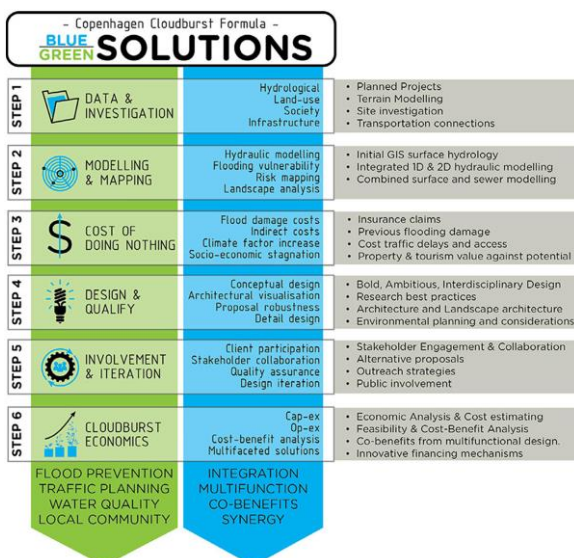 - Copenhagen Cloudburst Formula -
BLUE
GREEN
SOLUTIONS
STEP 1
DATA &
INVESTIGATION
Hydrological
Land-use
Society
Infrastructure
• Planned Projects
• Terrain Modelling
• Site investigation
• Transportation connections
STEP 2
MODELLING
& MAPPING
Hydraulic modelling
Flooding vulnerability
Risk mapping
Landscape analysis
• Initial GIS surface hydrology
• Integrated 1D & 2D hydraulic modelling
• Combined surface and sewer modelling
STEP 3
COST OF
DOING NOTHING
Flood damage costs
Indirect costs
Climate factor increase
Socio-economic stagnation
• Insurance claims
• Previous flooding damage
• Cost traffic delays and access
• Property & tourism value against potential
STEP 4
DESIGN &
QUALIFY
Conceptual design
Architectural visualisation
Proposal robustness
Detail design
• Bold, Ambitious, Interdisciplinary Design
• Research best practices
• Architecture and Landscape architecture
• Environmental planning and considerations
STEP 5
INVOLVEMENT
& ITERATION
Client participation
Stakeholder collaboration
Quality assurance
Design iteration
• Stakeholder Engagement & Collaboration
• Alternative proposals
• Outreach strategies
• Public involvement
STEP 6
CLOUDBURST
ECONOMICS
Cap-ex
Op-ex
Cost-benefit analysis
Multifaceted solutions
• Economic Analysis & Cost estimating
• Feasibility & Cost-Benefit Analysis
• Co-benefits from multifunctional design.
• Innovative financing mechanisms
FLOOD PREVENTION
TRAFFIC PLANNING
WATER QUALITY
LOCAL COMMUNITY
INTEGRATION
MULTIFUNCTION
CO-BENEFITS
SYNERGY